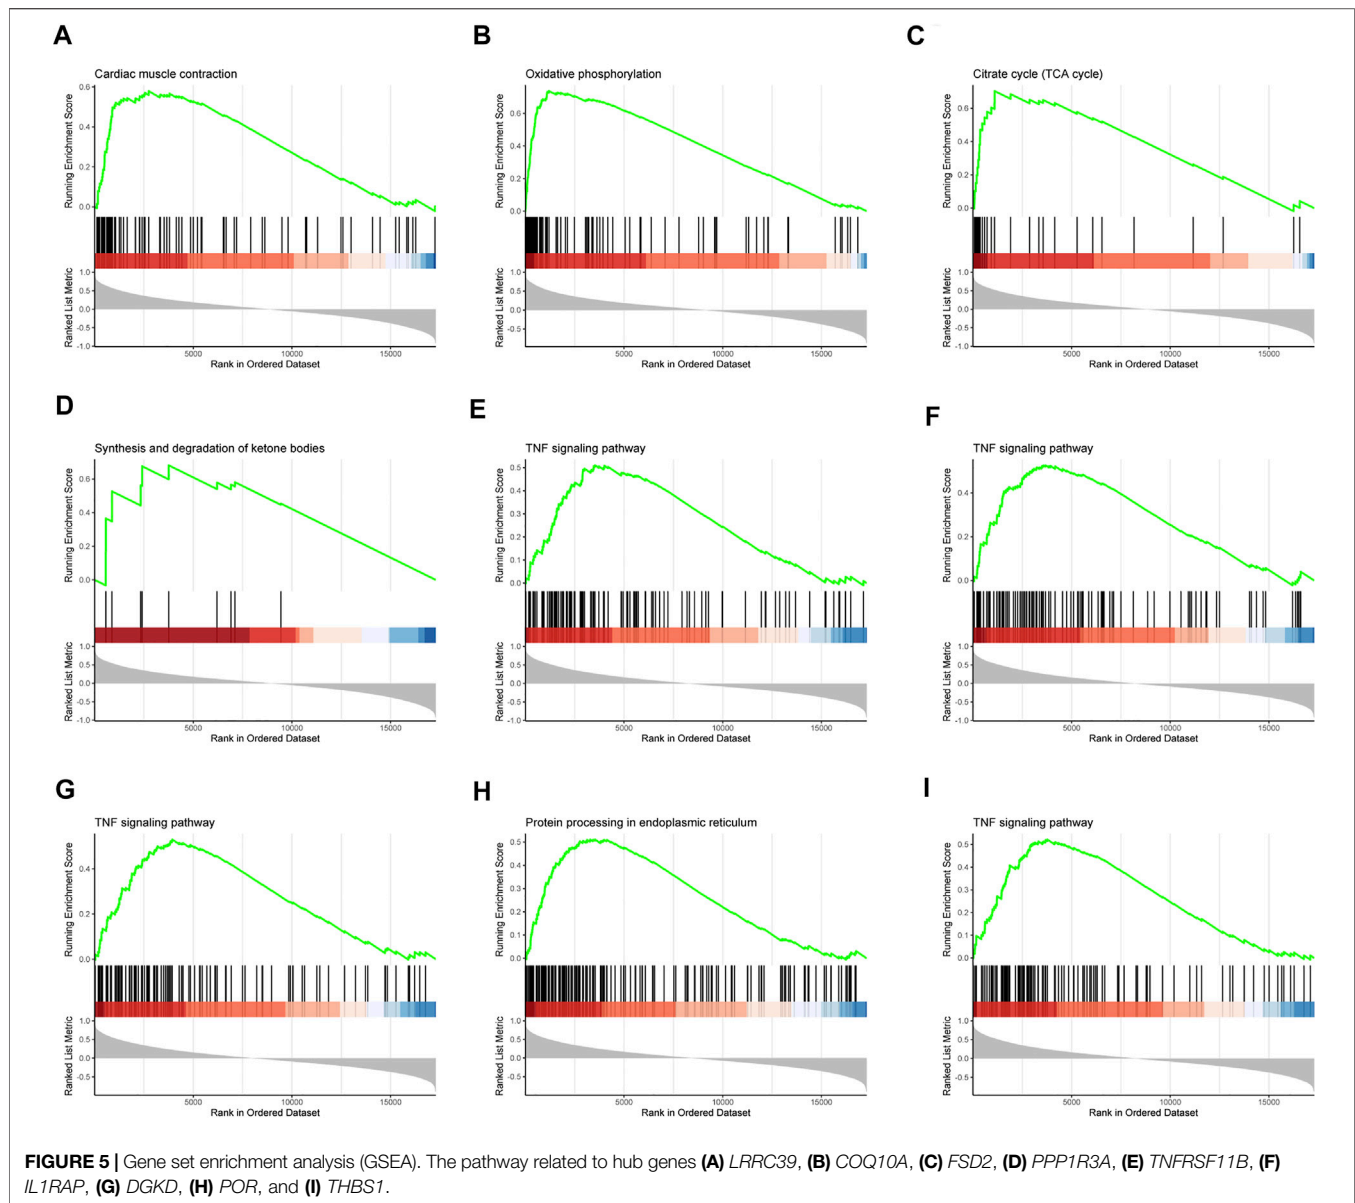 A
Cardiac muscle contraction
Running Enrichment Score
0.6
0.4
0.2
0.0
Ranked List Metric
1.0
0.5
0.0
-0.5
-1.0
5000 10000 15000
Rank in Ordered Dataset
B
Oxidative phosphorylation
Running Enrichment Score
0.6
0.4
0.2
0.0
Ranked List Metric
1.0
0.5
0.0
-0.5
5000 10000 15000
Rank in Ordered Dataset
C
Citrate cycle (TCA cycle)
Running Enrichment Score
0.6
0.4
0.2
0.0
Ranked List Metric
1.0
0.5
0.0
-0.5
-1.0
5000 10000 15000
Rank in Ordered Dataset
D
Synthesis and degradation of ketone bodies
Running Enrichment Score
0.6
0.4
0.2
0.0
Ranked List Metric
1.0
0.5
0.0
-0.5
-1.0
5000 10000 15000
Rank in Ordered Dataset
E
TNF signaling pathway
Running Enrichment Score
0.5
0.4
0.3
0.2
0.1
0.0
Ranked List Metric
1.0
0.5
0.0
-0.5
-1.0
5000 10000 15000
Rank in Ordered Dataset
F
TNF signaling pathway
Running Enrichment Score
0.4
0.2
0.0
Ranked List Metric
1.0
0.5
0.0
-0.5
-1.0
5000 10000 15000
Rank in Ordered Dataset
G
TNF signaling pathway
Running Enrichment Score
0.4
0.2
0.0
Ranked List Metric
1.0
0.5
0.0
-0.5
5000 10000 15000
Rank in Ordered Dataset
H
Protein processing in endoplasmic reticulum
Running Enrichment Score
0.5
0.4
0.3
0.2
0.1
0.0
Ranked List Metric
1.0
0.5
0.0
-0.5
5000 10000 15000
Rank in Ordered Dataset
I
TNF signaling pathway
Running Enrichment Score
0.5
0.4
0.3
0.2
0.1
0.0
Ranked List Metric
1.0
0.5
0.0
-0.5
5000 10000 15000
Rank in Ordered Dataset
FIGURE 5 | Gene set enrichment analysis (GSEA). The pathway related to hub genes (A) LRRC39, (B) COQ10A, (C) FSD2, (D) PPP1R3A, (E) TNFRSF11B, (F)
IL1RAP, (G) DGKD, (H) POR, and (I) THBS1.